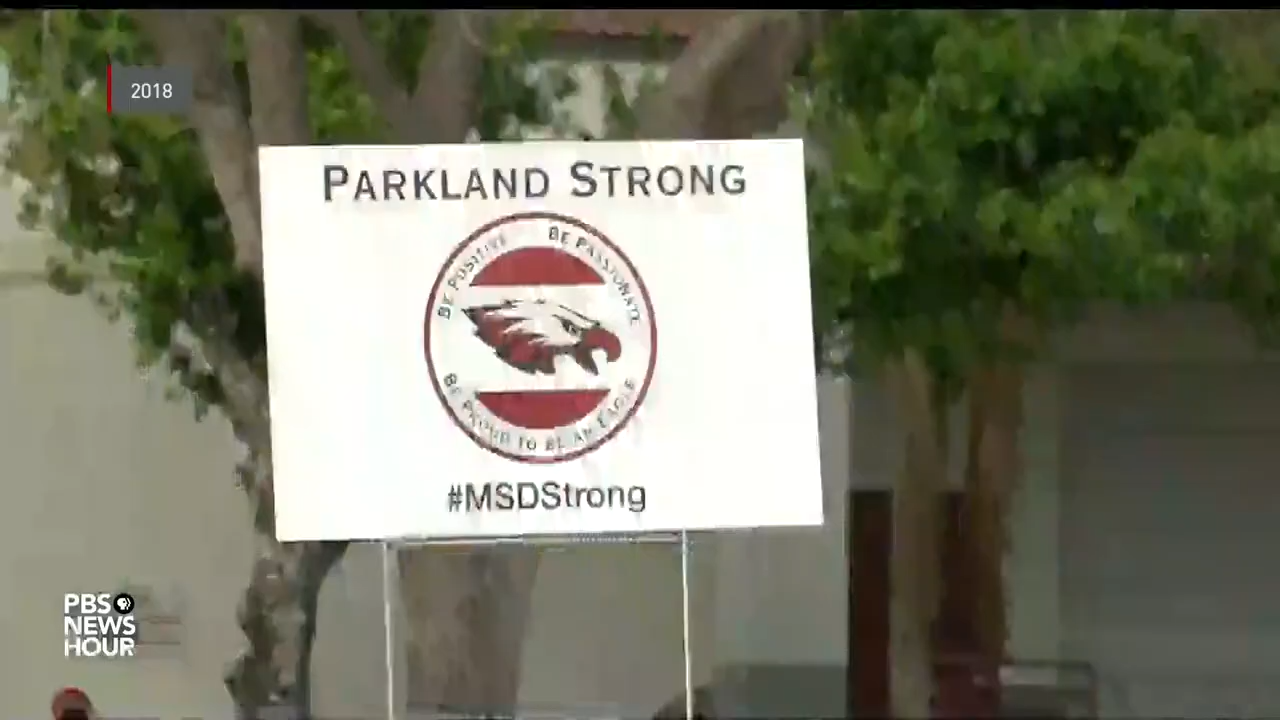 2018
PARKLAND STRONG
BE POSITIVE
BE PASSIONATE
BE PROUD TO BE AN EAGLE
#MSDStrong
PBS
NEWS
HOUR